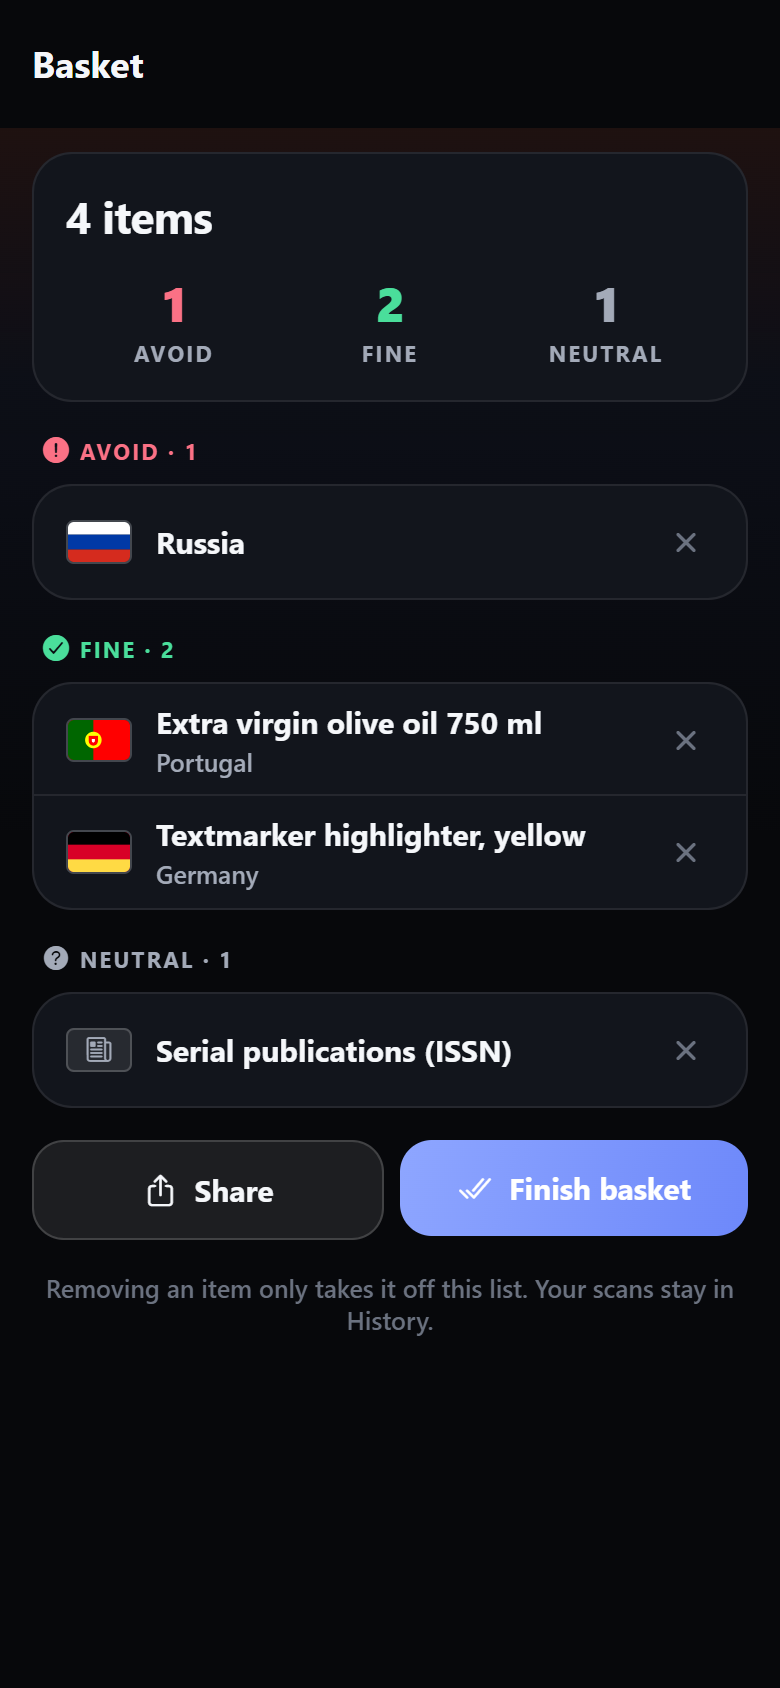 Basket
4 items
1 2 1
AVOID FINE NEUTRAL
! AVOID · 1
Russia
FINE · 2
Extra virgin olive oil 750 ml
Portugal
Textmarker highlighter, yellow
Germany
? NEUTRAL · 1
Serial publications (ISSN)
Share
Finish basket
Removing an item only takes it off this list. Your scans stay in
History.